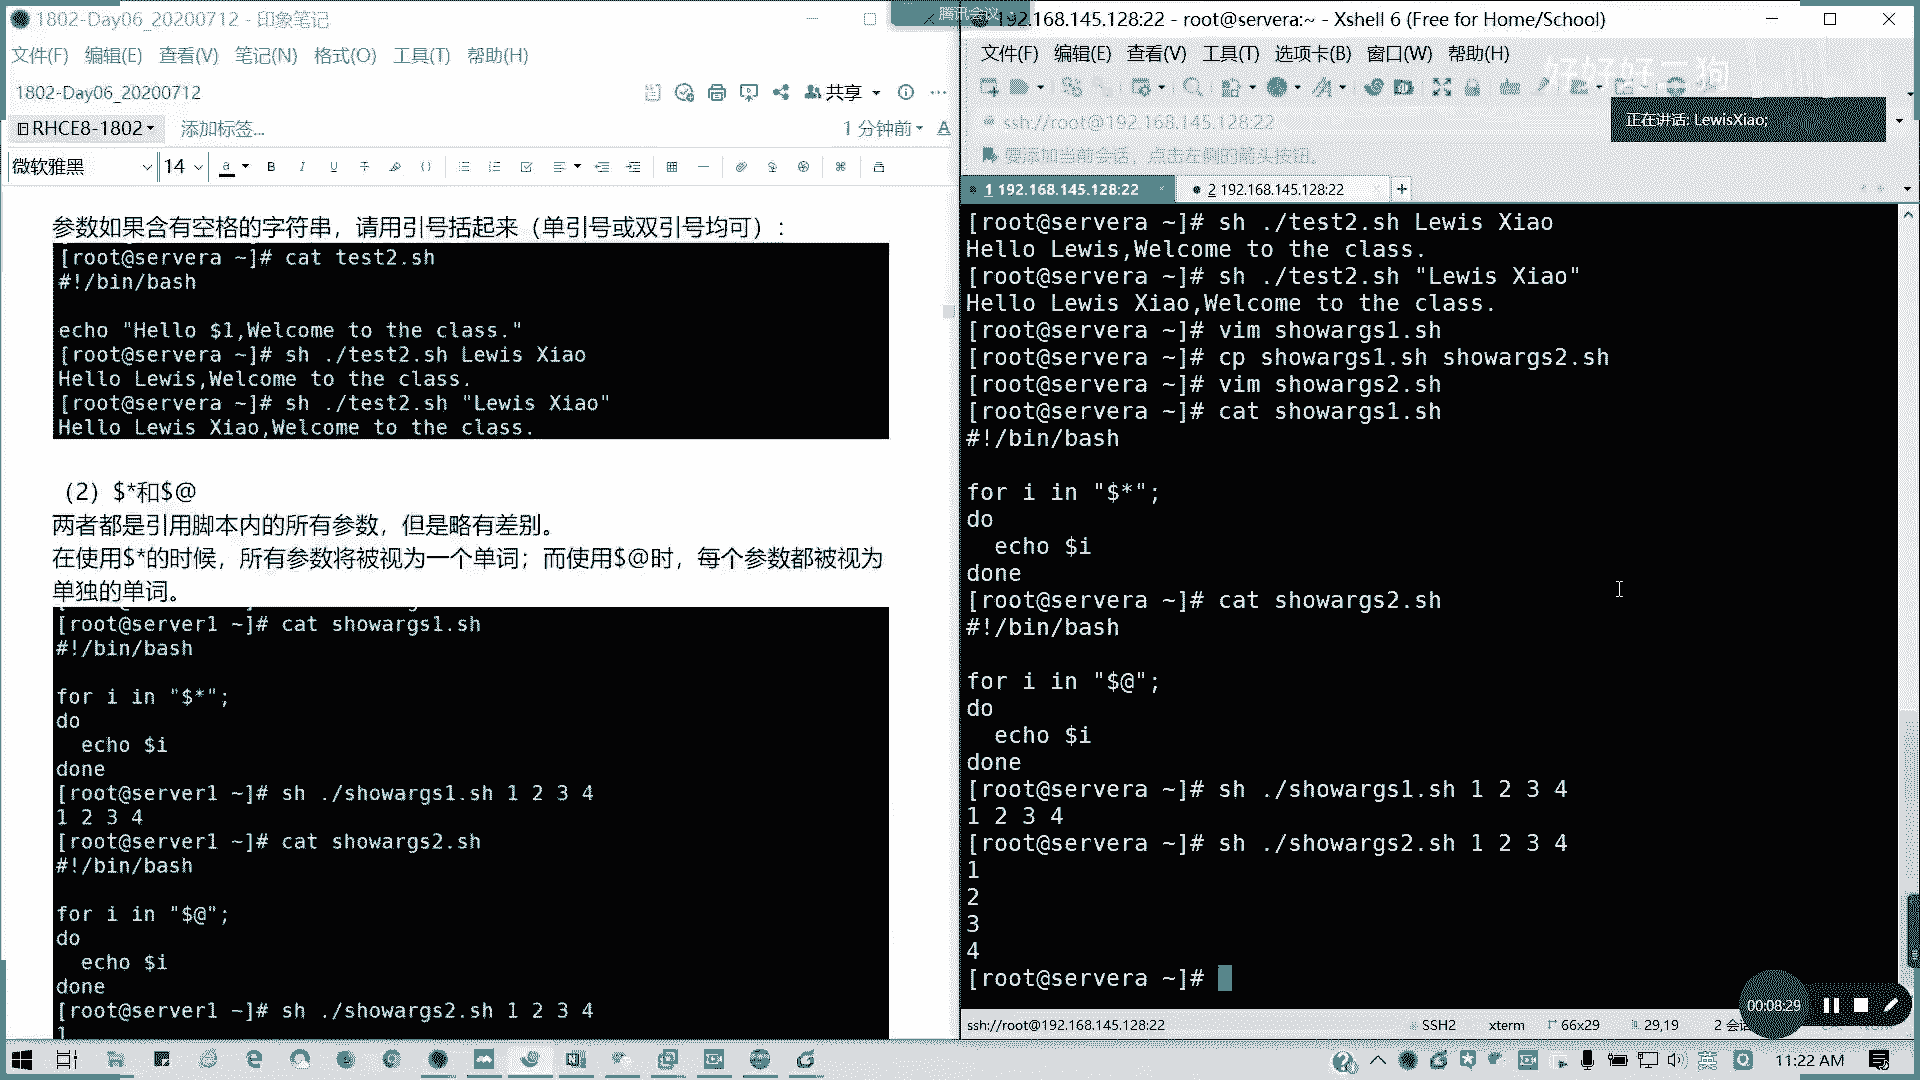 1802-Day06_20200712 - 印象笔记
文件(F) 编辑(E) 查看(V) 笔记(N) 格式(O) 工具(T) 帮助(H)
1802-Day06_20200712
共享
RHCE8-1802
添加标签...
1 分钟前
微软雅黑
14
参数如果含有空格的字符串，请用引号括起来（单引号或双引号均可）：
[root@servera ~]# cat test2.sh
#!/bin/bash
echo "Hello $1,Welcome to the class."
[root@servera ~]# sh ./test2.sh Lewis Xiao
Hello Lewis,Welcome to the class.
[root@servera ~]# sh ./test2.sh "Lewis Xiao"
Hello Lewis Xiao,Welcome to the class.
（2）$*和$@
两者都是引用脚本内的所有参数，但是略有差别。
在使用$*的时候，所有参数将被视为一个单词；而使用$@时，每个参数都被视为
单独的单词。
[root@server1 ~]# cat showargs1.sh
#!/bin/bash
for i in "$*";
do
echo $i
done
[root@server1 ~]# sh ./showargs1.sh 1 2 3 4
1 2 3 4
[root@server1 ~]# cat showargs2.sh
#!/bin/bash
for i in "$@";
do
echo $i
done
[root@server1 ~]# sh ./showargs2.sh 1 2 3 4
1
腾讯会议
192.168.145.128:22 - root@servera:~ - Xshell 6 (Free for Home/School)
文件(F) 编辑(E) 查看(V) 工具(T) 选项卡(B) 窗口(W) 帮助(H)
好好好二狗
ssh://root@192.168.145.128:22
正在讲话: LewisXiao;
要添加当前会话，点击左侧的箭头按钮。
1 192.168.145.128:22
2 192.168.145.128:22
[root@servera ~]# sh ./test2.sh Lewis Xiao
Hello Lewis,Welcome to the class.
[root@servera ~]# sh ./test2.sh "Lewis Xiao"
Hello Lewis Xiao,Welcome to the class.
[root@servera ~]# vim showargs1.sh
[root@servera ~]# cp showargs1.sh showargs2.sh
[root@servera ~]# vim showargs2.sh
[root@servera ~]# cat showargs1.sh
#!/bin/bash
for i in "$*";
do
echo $i
done
[root@servera ~]# cat showargs2.sh
#!/bin/bash
for i in "$@";
do
echo $i
done
[root@servera ~]# sh ./showargs1.sh 1 2 3 4
1 2 3 4
[root@servera ~]# sh ./showargs2.sh 1 2 3 4
1
2
3
4
[root@servera ~]#
00:08:29
ssh://root@192.168.145.128:22
SSH2
xterm
66x29
29,19
2 会
英
11:22 AM